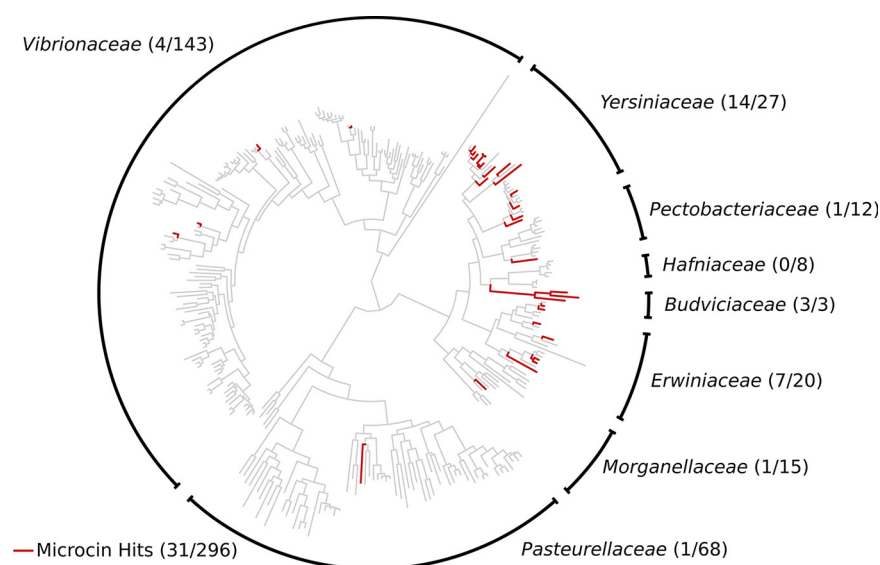 Vibrionaceae (4/143)
Yersiniaceae (14/27)
Pectobacteriaceae (1/12)
Hafniaceae (0/8)
Budviciaceae (3/3)
Erwiniaceae (7/20)
Morganellaceae (1/15)
Pasteurellaceae (1/68)
Microcin Hits (31/296)